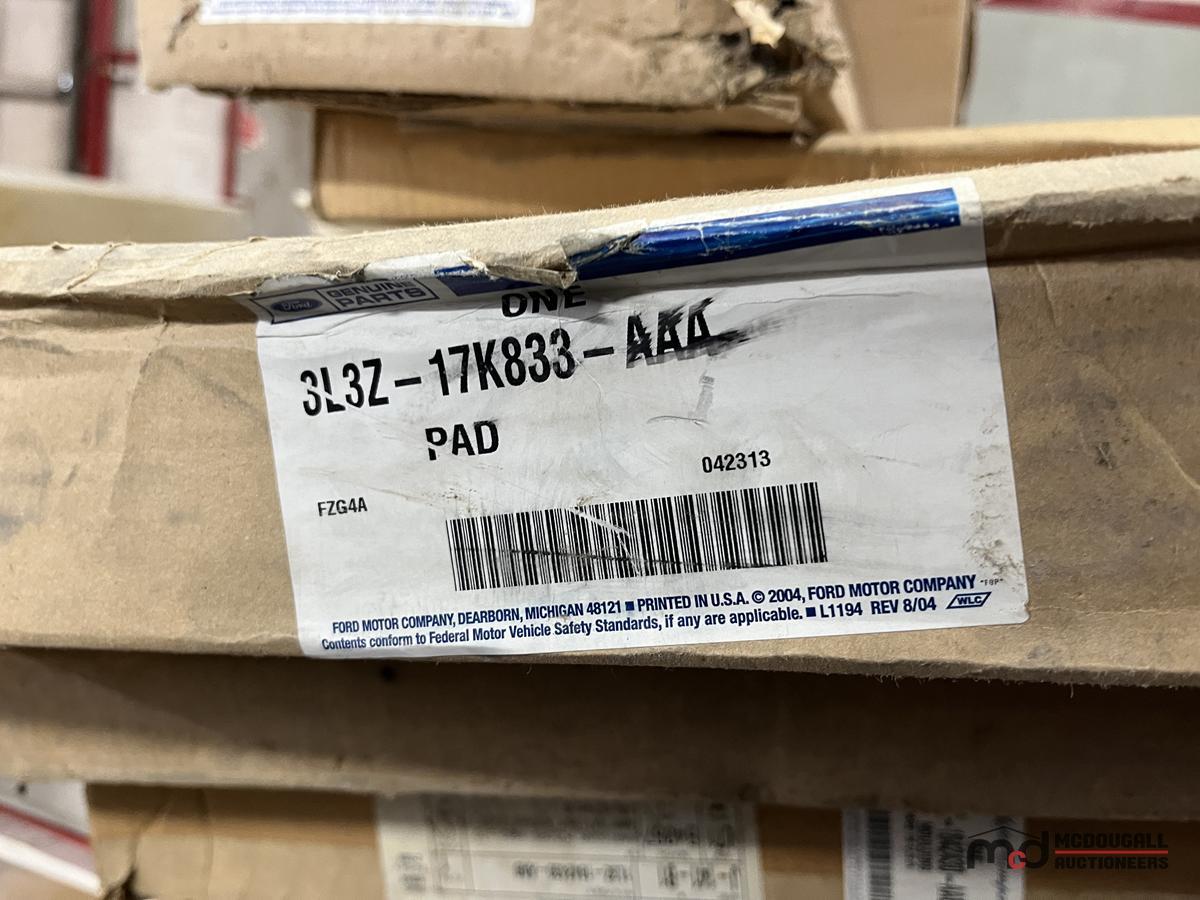 Ford GENUINE PARTS
ONE
3L3Z-17K833-AAA
PAD
042313
FZG4A
FORD MOTOR COMPANY, DEARBORN, MICHIGAN 48121 ■ PRINTED IN U.S.A. © 2004, FORD MOTOR COMPANY "FOP"
Contents conform to Federal Motor Vehicle Safety Standards, if any are applicable. ■ L1194 REV 8/04 WLC
mcd MCDOUGALL
AUCTIONEERS